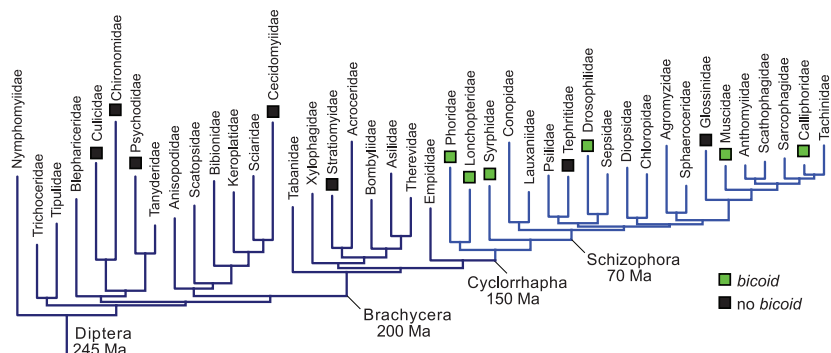 Nymphomyiidae
Trichoceridae
Tipulidae
Blephariceridae
Culicidae
Chironomidae
Psychodidae
Tanyderidae
Anisopodidae
Scatopsidae
Bibionidae
Keroplatidae
Sciaridae
Cecidomyiidae
Tabanidae
Xylophagidae
Stratiomyidae
Acroceridae
Bombyliidae
Asilidae
Therevidae
Empididae
Phoridae
Lonchopteridae
Syrphidae
Conopidae
Lauxaniidae
Psilidae
Tephritidae
Drosophilidae
Sepsidae
Diopsidae
Chloropidae
Agromyzidae
Sphaeroceridae
Glossinidae
Muscidae
Anthomyiidae
Scathophagidae
Sarcophagidae
Calliphoridae
Tachinidae
Schizophora
70 Ma
Cyclorrhapha
150 Ma
Brachycera
200 Ma
Diptera
245 Ma
bicoid
no bicoid